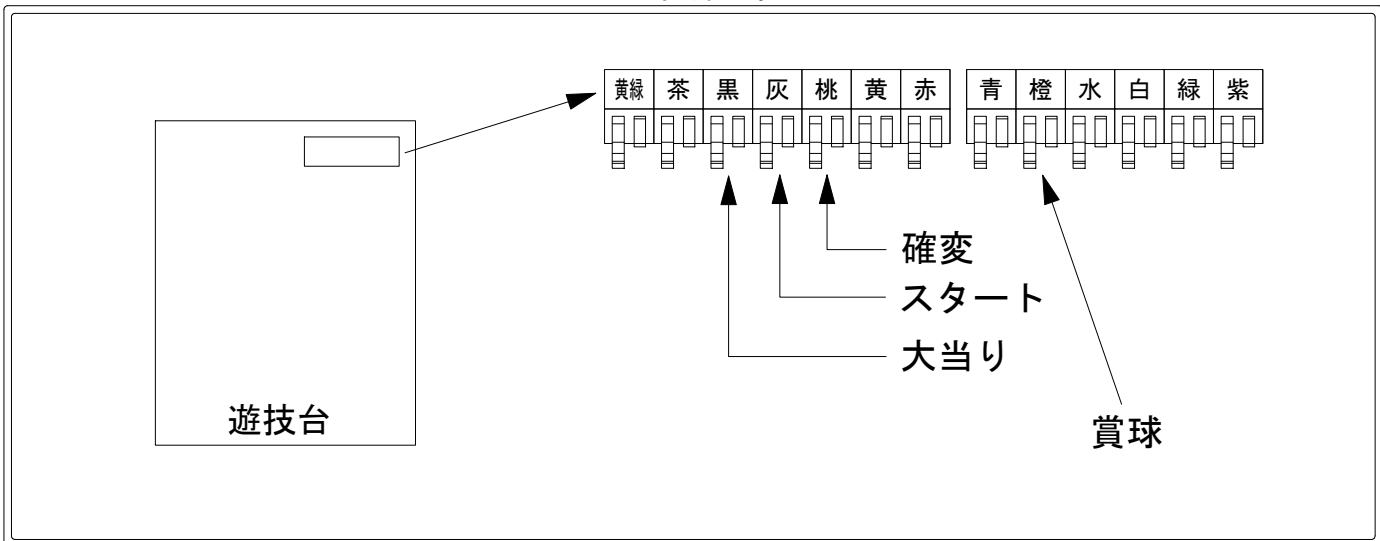 黄緑 茶 黒 灰 桃 黄 赤 青 橙 水 白 緑 紫
確変
スタート
大当り
遊技台
賞球